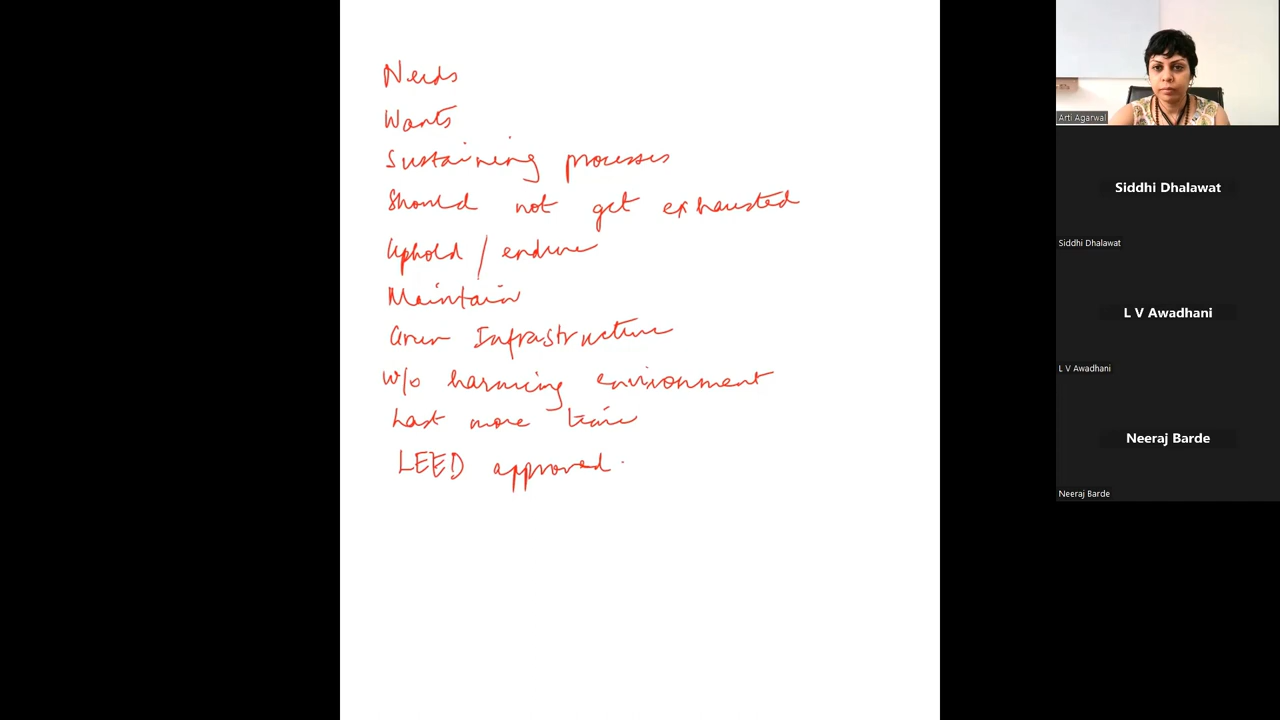 Needs
Wants
Sustaining processes
Should not get exhausted
Uphold / endure
Maintain
Green Infrastructure
w/o harming environment
Last more time
LEED approved.
Arti Agarwal
Siddhi Dhalawat
Siddhi Dhalawat
L V Awadhani
L V Awadhani
Neeraj Barde
Neeraj Barde